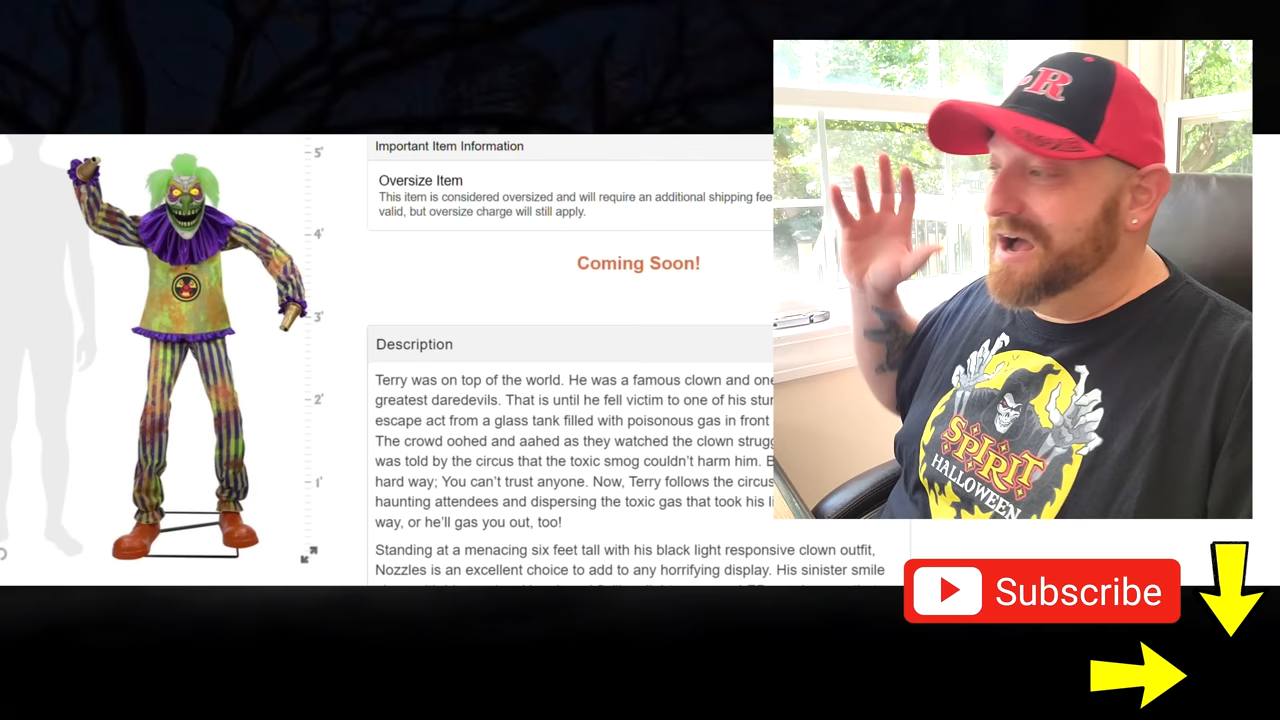 5'
4'
3'
2'
1'
Important Item Information
Oversize Item
This item is considered oversized and will require an additional shipping fee
valid, but oversize charge will still apply.
Coming Soon!
Description
Terry was on top of the world. He was a famous clown and one
greatest daredevils. That is until he fell victim to one of his
escape act from a glass tank filled with poisonous gas in front
The crowd oohed and aahed as they watched the clown
was told by the circus that the toxic smog couldn't harm him.
hard way; You can't trust anyone. Now, Terry follows the circus
haunting attendees and dispersing the toxic gas that took his
way, or he'll gas you out, too!
Standing at a menacing six feet tall with his black light responsive clown outfit,
Nozzles is an excellent choice to add to any horrifying display. His sinister smile
R
SPIRIT
HALLOWEEN
Subscribe